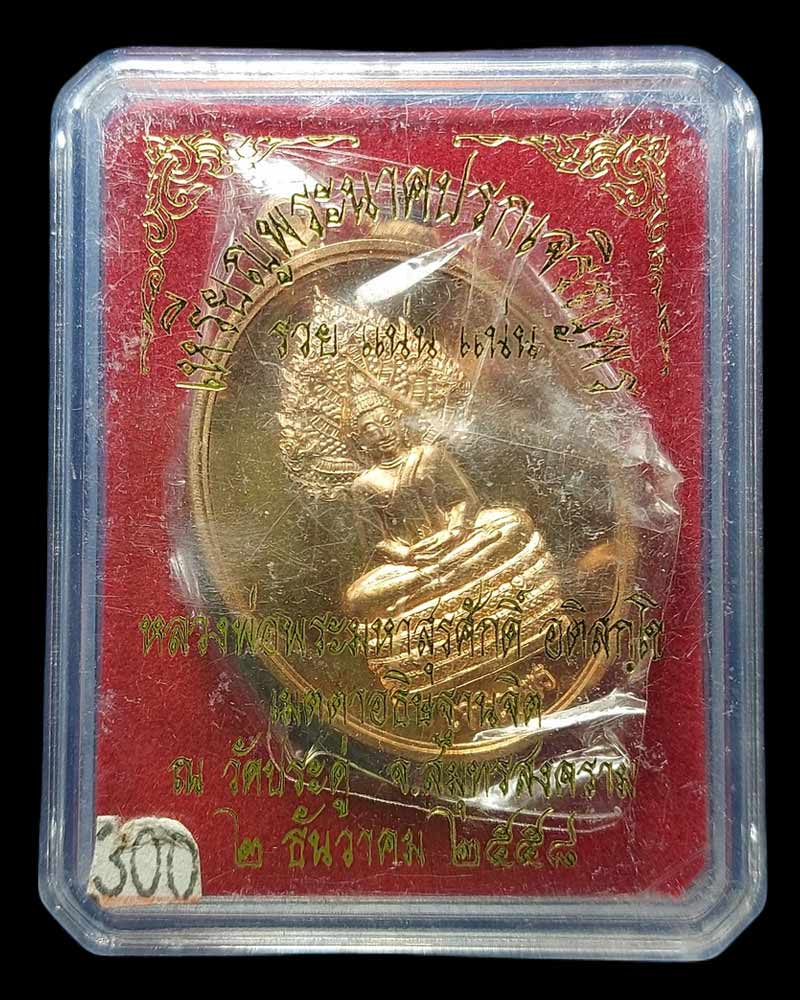 เหรียญพระนาคปรกเจริญพร
รวย แน่น แน่น
หลวงพ่อพระมหาสุรศักดิ์ อติสกฺโข
เมตตาอธิษฐานจิต
ณ วัดประดู่ จ.สมุทรสงคราม
๒ ธันวาคม ๒๕๕๘
300